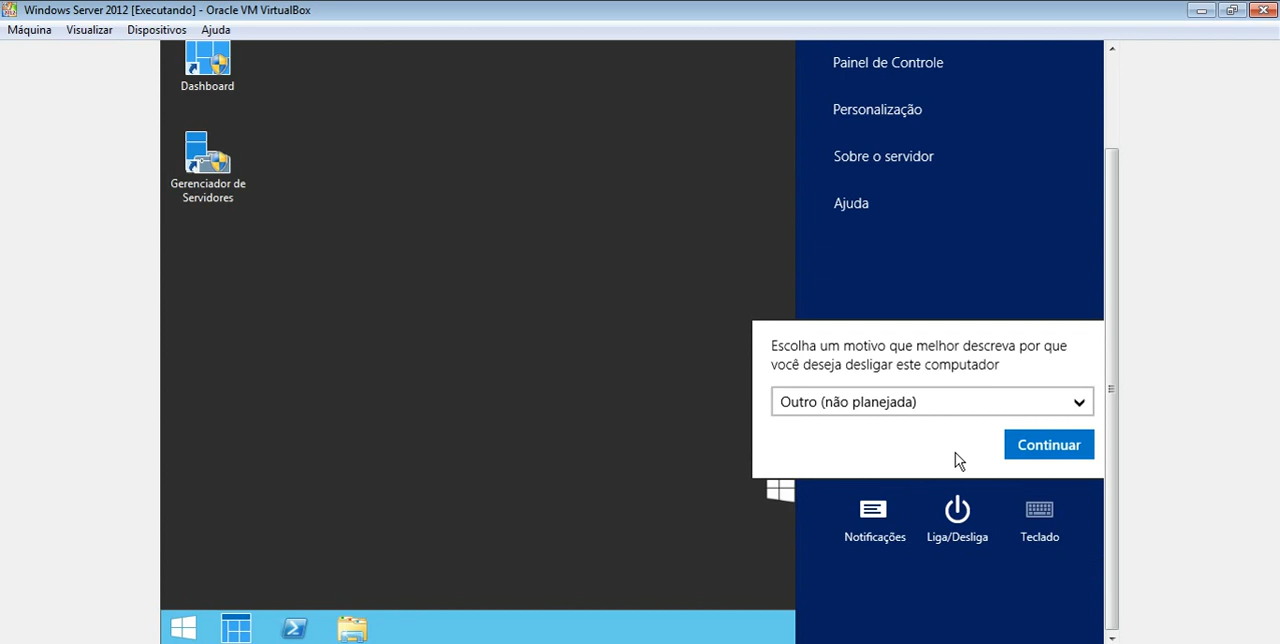 Windows Server 2012 [Executando] - Oracle VM VirtualBox
Máquina Visualizar Dispositivos Ajuda
Dashboard
Gerenciador de
Servidores
Painel de Controle
Personalização
Sobre o servidor
Ajuda
Escolha um motivo que melhor descreva por que
você deseja desligar este computador
Outro (não planejada)
Continuar
Notificações Liga/Desliga Teclado